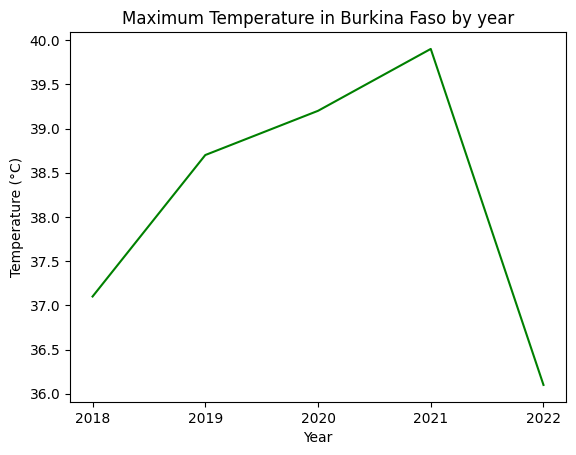 Maximum Temperature in Burkina Faso by year
40.0
39.5
39.0
38.5
38.0
37.5
37.0
36.5
36.0
Temperature (°C)
2018 2019 2020 2021 2022
Year